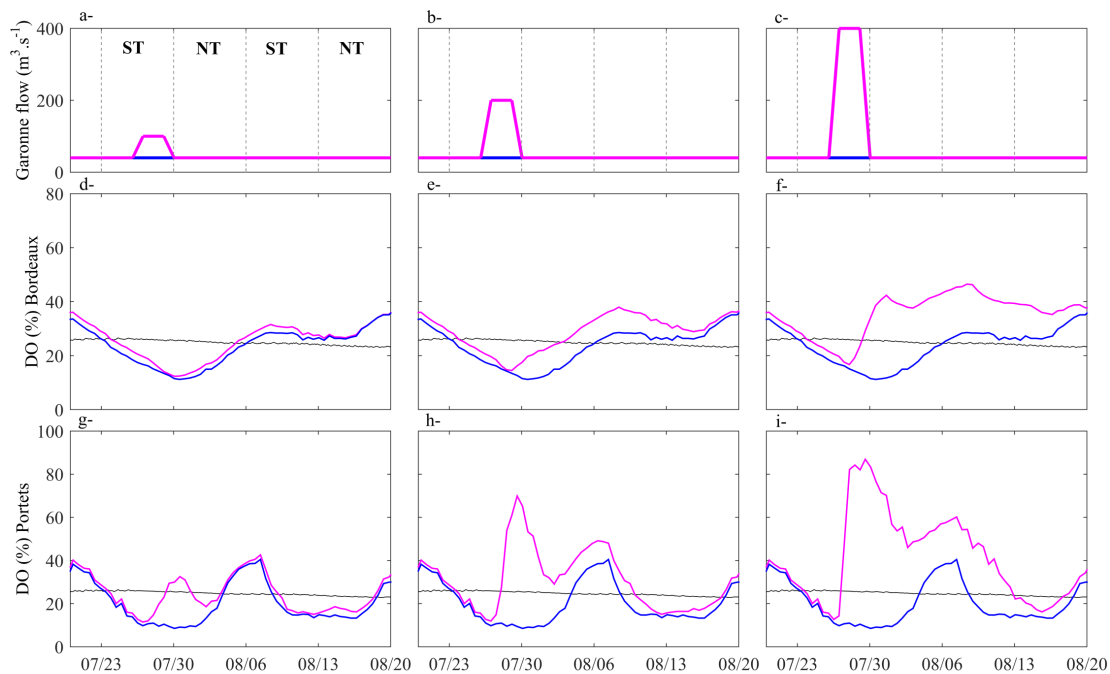 a- b- c-
Garonne flow (m³.s⁻¹)
400
200
0
ST NT ST NT
d- e- f-
DO (%) Bordeaux
80
60
40
20
0
g- h- i-
DO (%) Portets
100
80
60
40
20
0
07/23 07/30 08/06 08/13 08/20 07/23 07/30 08/06 08/13 08/20 07/23 07/30 08/06 08/13 08/20